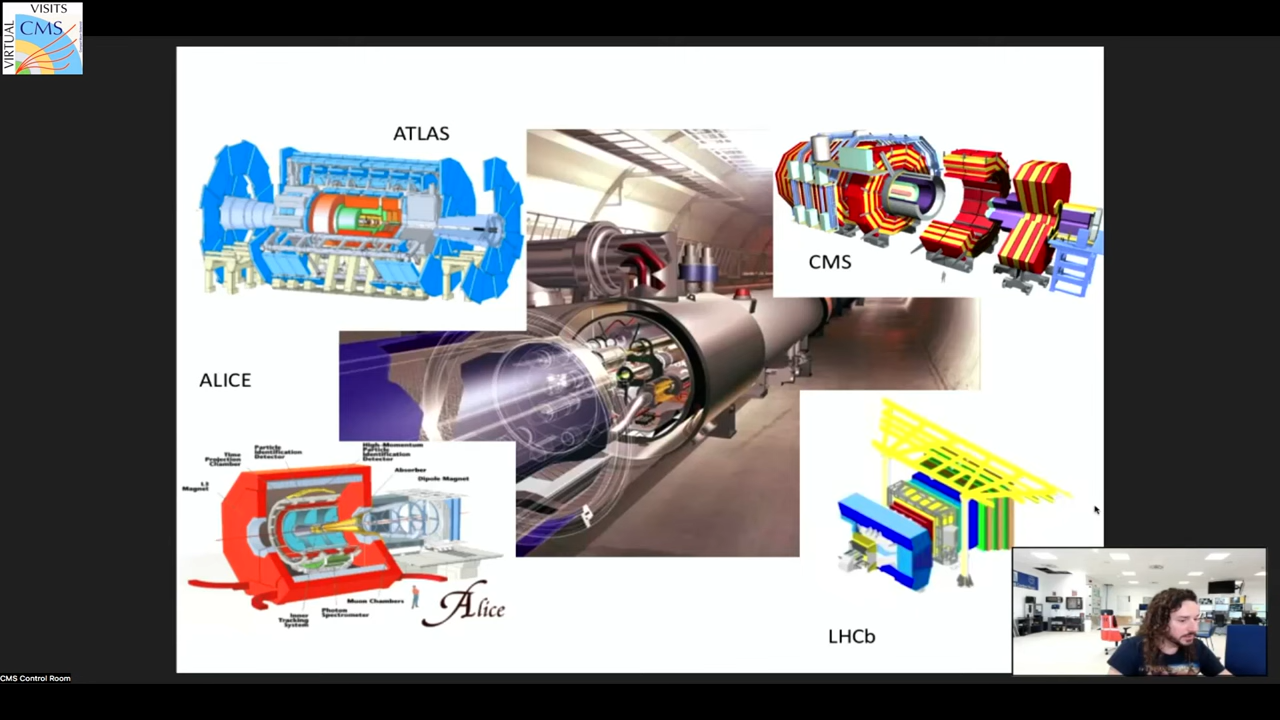 VISITS
CMS
VIRTUAL
ATLAS
CMS
ALICE
Particle
Identification
Detector
High-Momentum
Particle
Identification
Detector
Time
Projection
Chamber
Absorber
Dipole Magnet
L3
Magnet
Muon Chambers
Photon
Spectrometer
Inner
Tracking
System
Alice
LHCb
CMS Control Room